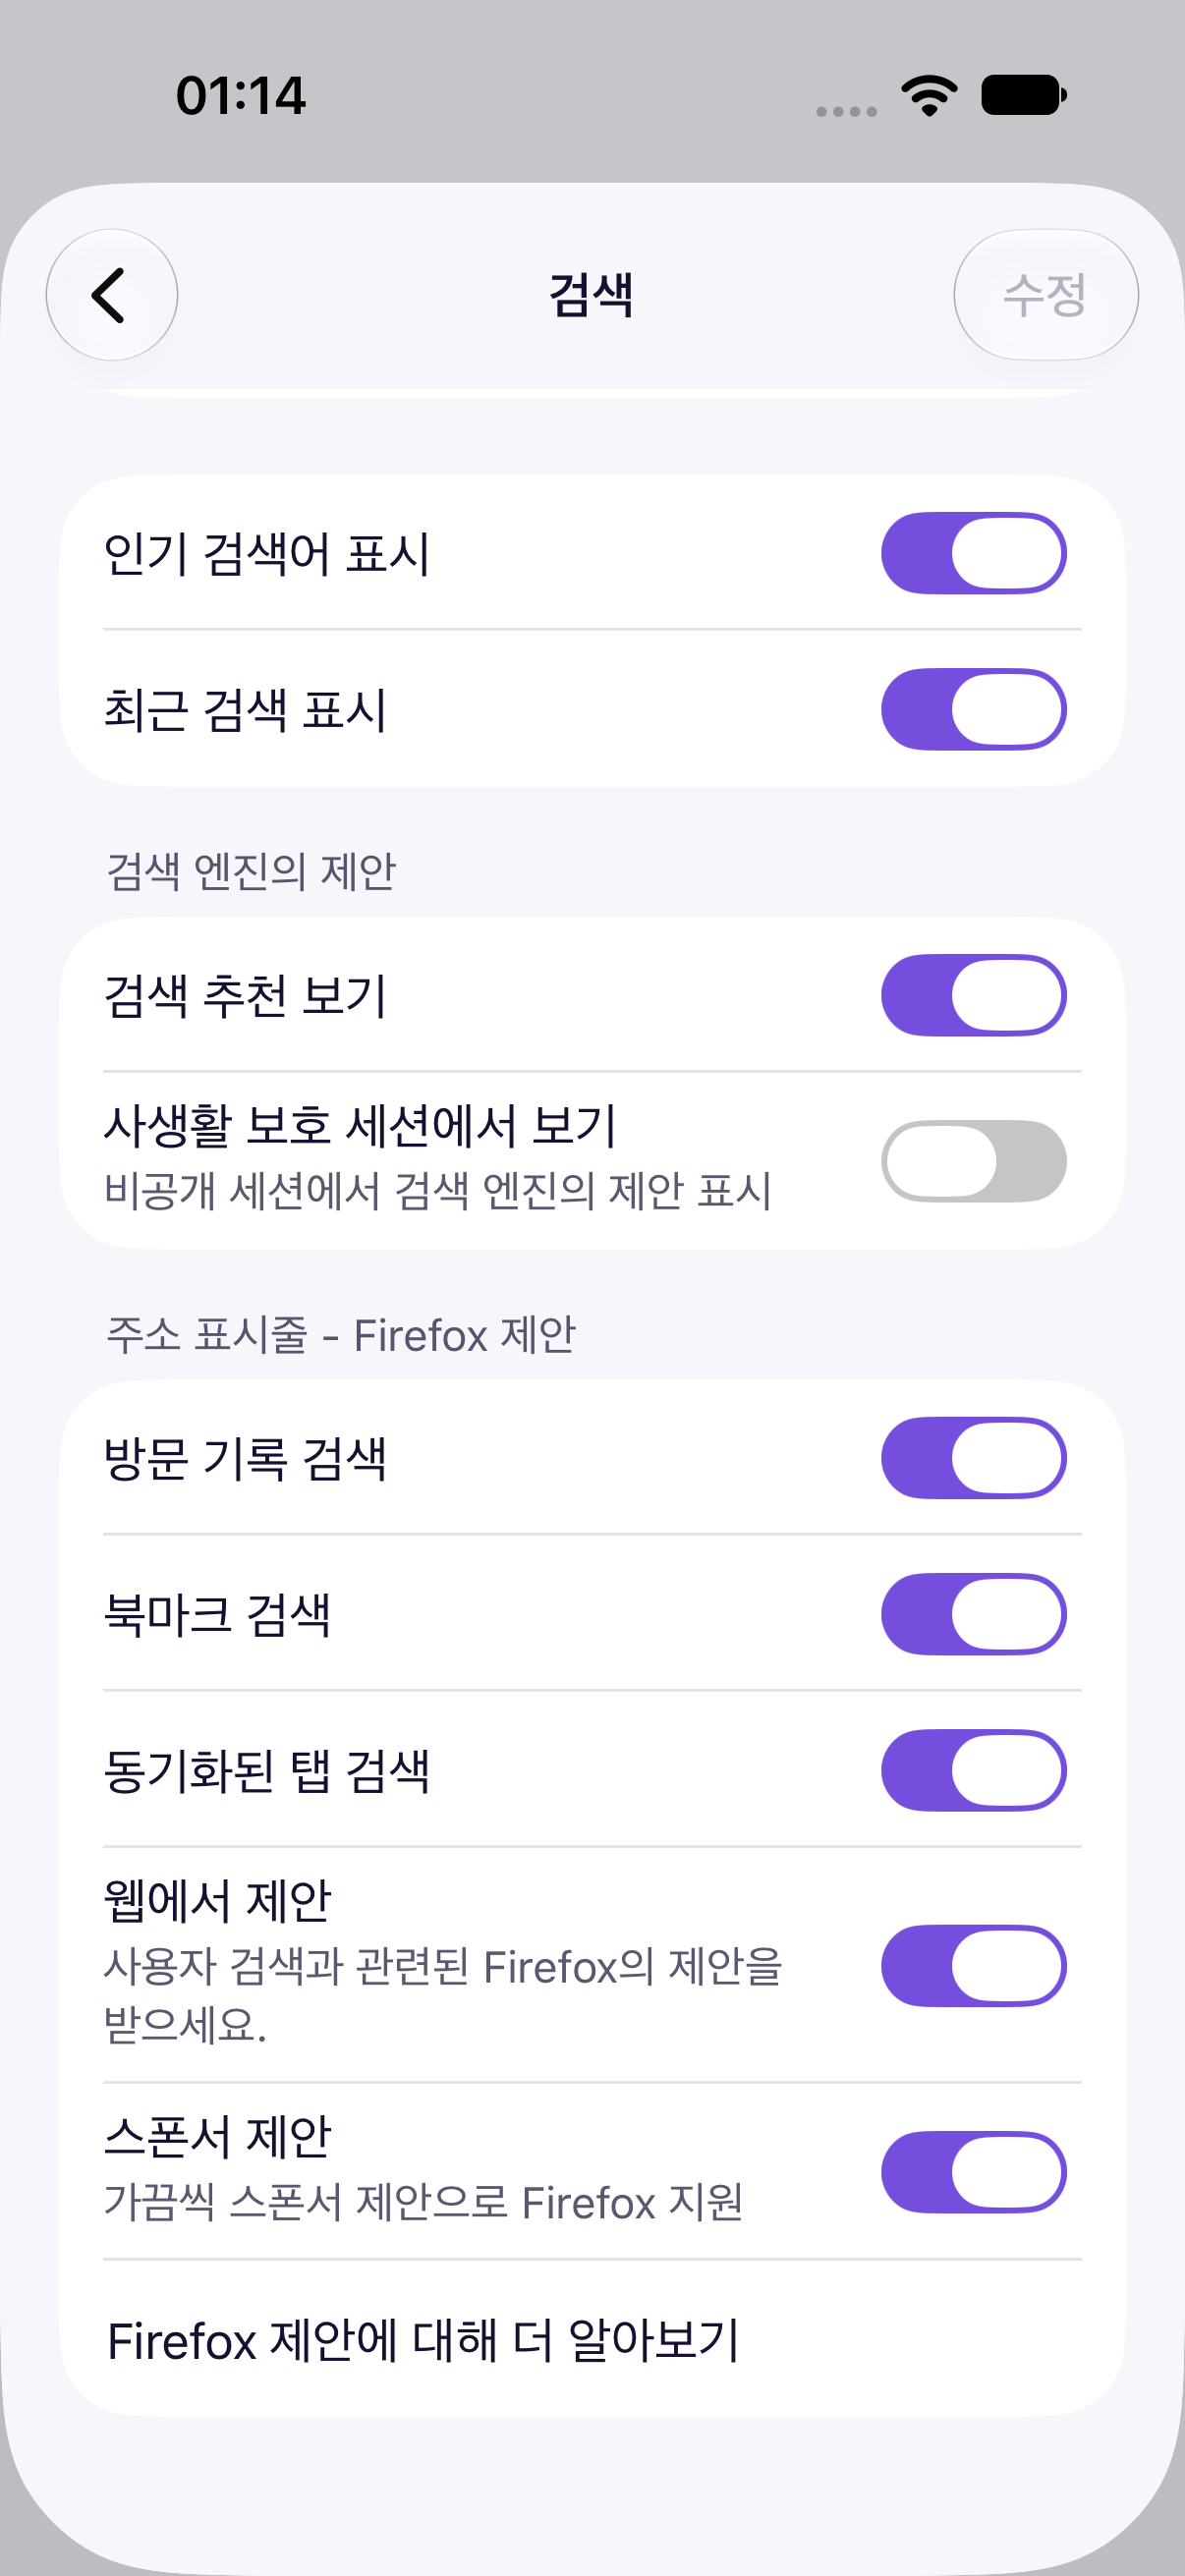 01:14
검색
수정
인기 검색어 표시
최근 검색 표시
검색 엔진의 제안
검색 추천 보기
사생활 보호 세션에서 보기
비공개 세션에서 검색 엔진의 제안 표시
주소 표시줄 - Firefox 제안
방문 기록 검색
북마크 검색
동기화된 탭 검색
웹에서 제안
사용자 검색과 관련된 Firefox의 제안을
받으세요.
스폰서 제안
가끔씩 스폰서 제안으로 Firefox 지원
Firefox 제안에 대해 더 알아보기